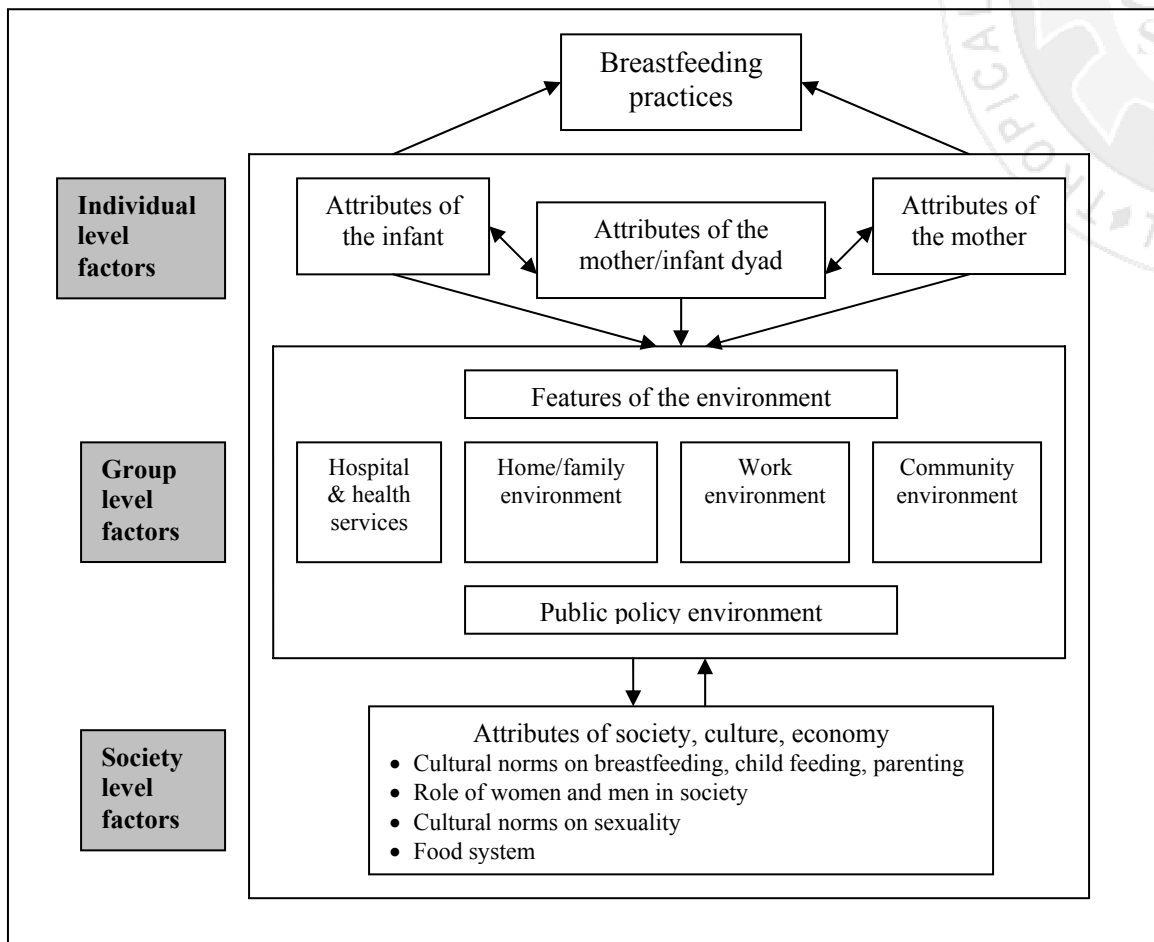 Breastfeeding
practices
Individual
level
factors
Attributes of
the infant
Attributes of the
mother/infant dyad
Attributes of
the mother
Features of the environment
Group
level
factors
Hospital
& health
services
Home/family
environment
Work
environment
Community
environment
Public policy environment
Society
level
factors
Attributes of society, culture, economy
• Cultural norms on breastfeeding, child feeding, parenting
• Role of women and men in society
• Cultural norms on sexuality
• Food system
TROPICAL